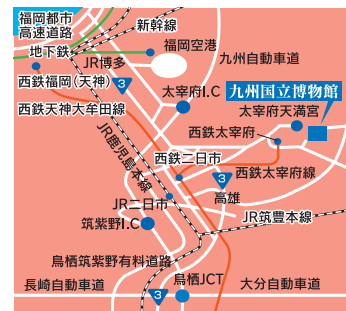 福岡都市
高速道路
新幹線
地下鉄
福岡空港
JR博多
九州自動車道
西鉄福岡(天神)
3
太宰府I.C
九州国立博物館
西鉄天神大牟田線
太宰府天満宮
西鉄太宰府
JR鹿児島本線
西鉄二日市
西鉄太宰府線
3
高雄
JR二日市
JR筑豊本線
筑紫野I.C
鳥栖筑紫野有料道路
長崎自動車道
3
鳥栖JCT
大分自動車道